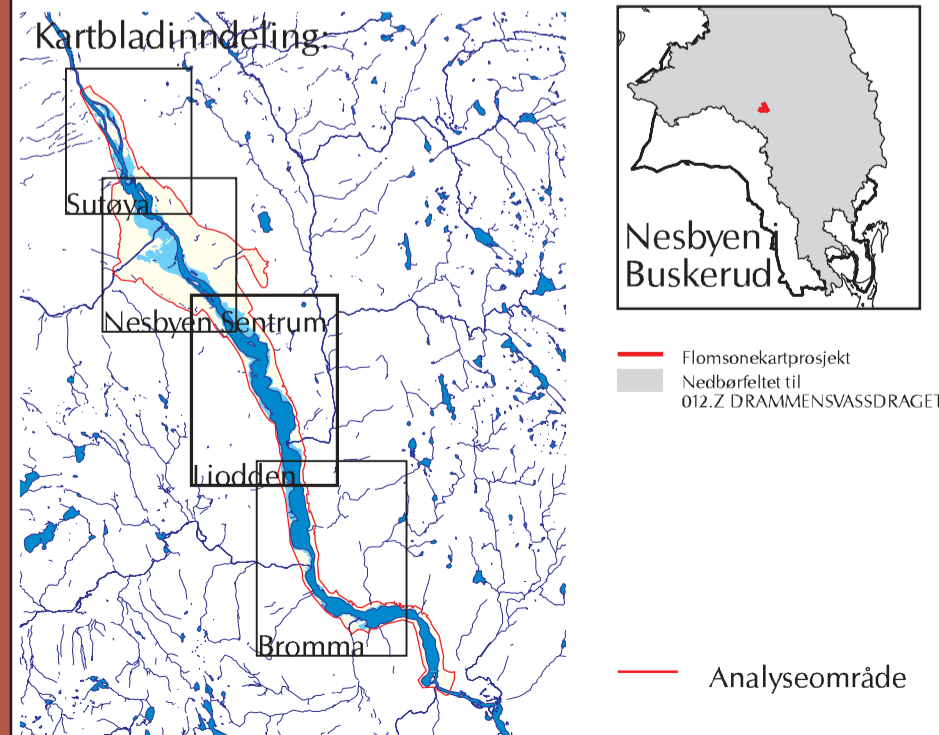 Kartbladinndeling:
Sutøya
Nesbyen Sentrum
Liodden
Bromma
Nesbyen i
Buskerud
Flomsonekartprosjekt
Nedbørfeltet til
012.Z DRAMMENSVASSDRAGET
Analyseområde